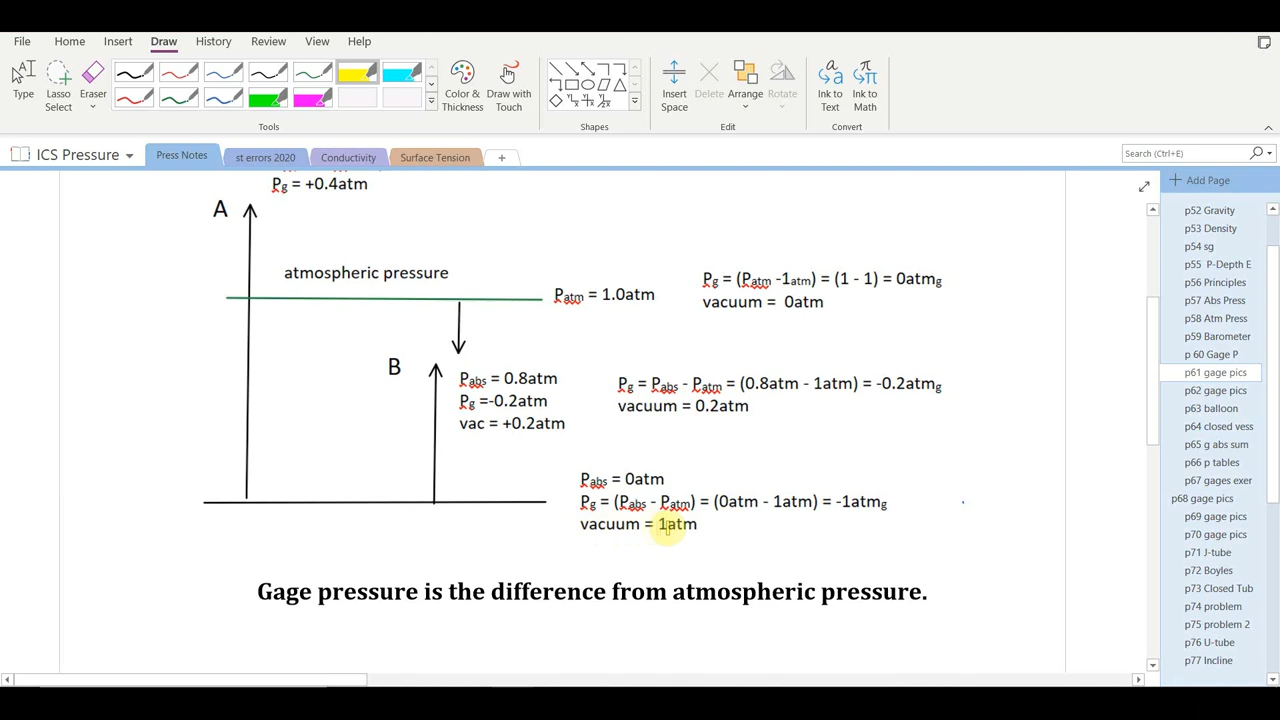 File Home Insert Draw History Review View Help
Type
Lasso Select
Eraser
Color & Thickness
Draw with Touch
Insert Space
Delete
Arrange
Rotate
Ink to Text
Ink to Math
Tools
Shapes
Edit
Convert
ICS Pressure
Press Notes
st errors 2020
Conductivity
Surface Tension
Search (Ctrl+E)
Pg = +0.4atm
A
atmospheric pressure
Patm = 1.0atm
Pg = (Patm -1atm) = (1 - 1) = 0atmg
vacuum = 0atm
B
Pabs = 0.8atm
Pg =-0.2atm
vac = +0.2atm
Pg = Pabs - Patm = (0.8atm - 1atm) = -0.2atmg
vacuum = 0.2atm
Pabs = 0atm
Pg = (Pabs - Patm) = (0atm - 1atm) = -1atmg
vacuum = 1atm
Gage pressure is the difference from atmospheric pressure.
Add Page
p52 Gravity
p53 Density
p54 sg
p55 P-Depth E
p56 Principles
p57 Abs Press
p58 Atm Press
p59 Barometer
p 60 Gage P
p61 gage pics
p62 gage pics
p63 balloon
p64 closed vess
p65 g abs sum
p66 p tables
p67 gages exer
p68 gage pics
p69 gage pics
p70 gage pics
p71 J-tube
p72 Boyles
p73 Closed Tub
p74 problem
p75 problem 2
p76 U-tube
p77 Incline